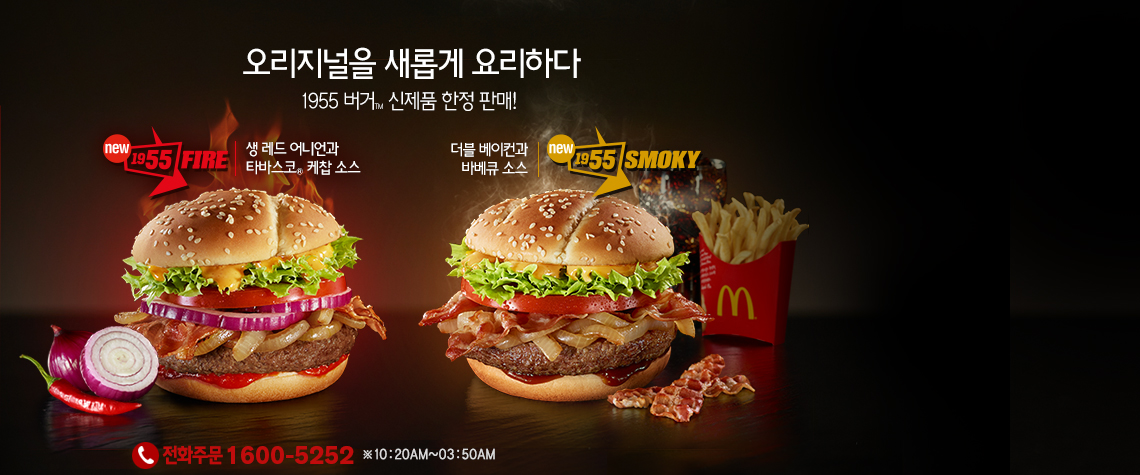 오리지널을 새롭게 요리하다
1955 버거™ 신제품 한정 판매!
new 1955 FIRE
생 레드 어니언과
타바스코® 케찹 소스
더블 베이컨과
바베큐 소스
new 1955 SMOKY
전화주문 1600-5252 ※10:20AM~03:50AM